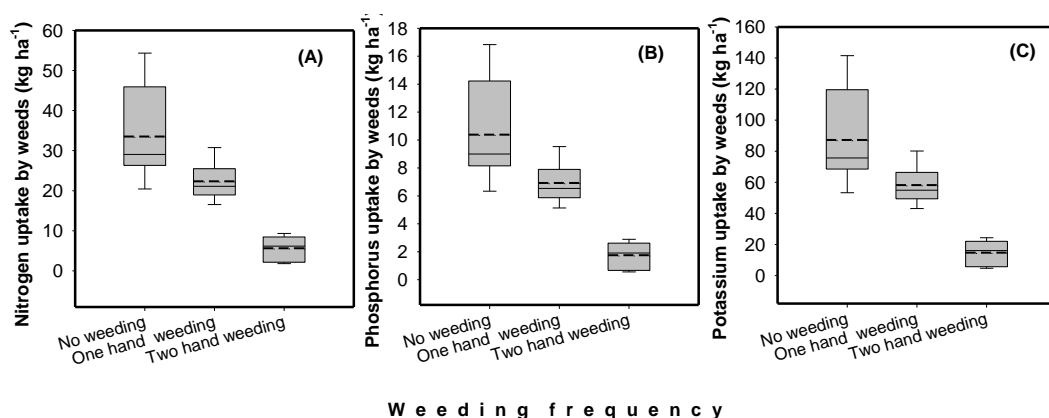 Nitrogen uptake by weeds (kg ha⁻¹)
60
50
40
30
20
10
0
(A)
No weeding
One hand weeding
Two hand weeding
Phosphorus uptake by weeds (kg ha⁻¹)
18
16
14
12
10
8
6
4
2
0
(B)
No weeding
One hand weeding
Two hand weeding
Potassium uptake by weeds (kg ha⁻¹)
160
140
120
100
80
60
40
20
0
(C)
No weeding
One hand weeding
Two hand weeding
Weeding frequency